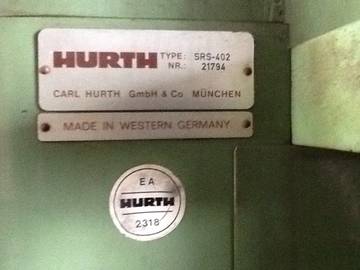 HURTH TYPE: SRS-402
NR.: 21794
CARL HURTH GmbH & Co MÜNCHEN
MADE IN WESTERN GERMANY
EA
HURTH
2318